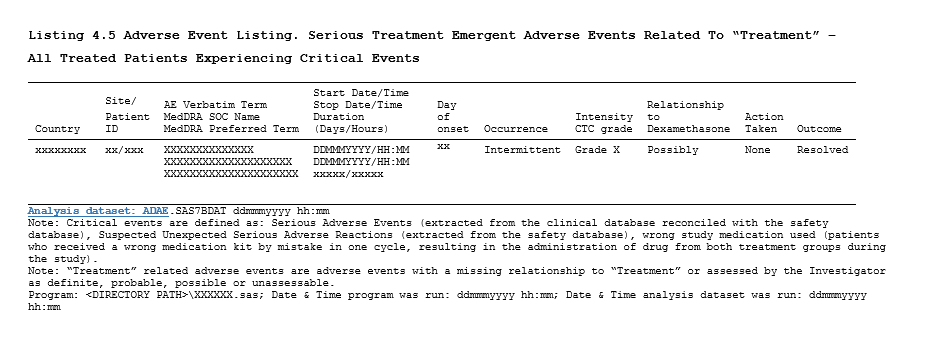 Listing 4.5 Adverse Event Listing. Serious Treatment Emergent Adverse Events Related To “Treatment” –
All Treated Patients Experiencing Critical Events
Country
Site/
Patient
ID
AE Verbatim Term
MedDRA SOC Name
MedDRA Preferred Term
Start Date/Time
Stop Date/Time
Duration
(Days/Hours)
Day
of
onset
Occurrence
Intensity
CTC grade
Relationship
to
Dexamethasone
Action
Taken
Outcome
xxxxxxxx
xx/xxx
XXXXXXXXXXXXXX
XXXXXXXXXXXXXXXXXXXX
XXXXXXXXXXXXXXXXXXXXX
DDMMMYYYY/HH:MM
DDMMMYYYY/HH:MM
xxxxx/xxxxx
xx
Intermittent
Grade X
Possibly
None
Resolved
Analysis dataset: ADAE.SAS7BDAT ddmmmyyyy hh:mm
Note: Critical events are defined as: Serious Adverse Events (extracted from the clinical database reconciled with the safety
database), Suspected Unexpected Serious Adverse Reactions (extracted from the safety database), wrong study medication used (patients
who received a wrong medication kit by mistake in one cycle, resulting in the administration of drug from both treatment groups during
the study).
Note: “Treatment” related adverse events are adverse events with a missing relationship to “Treatment” or assessed by the Investigator
as definite, probable, possible or unassessable.
Program: <DIRECTORY PATH>\XXXXXX.sas; Date & Time program was run: ddmmmyyyy hh:mm; Date & Time analysis dataset was run: ddmmmyyyy
hh:mm